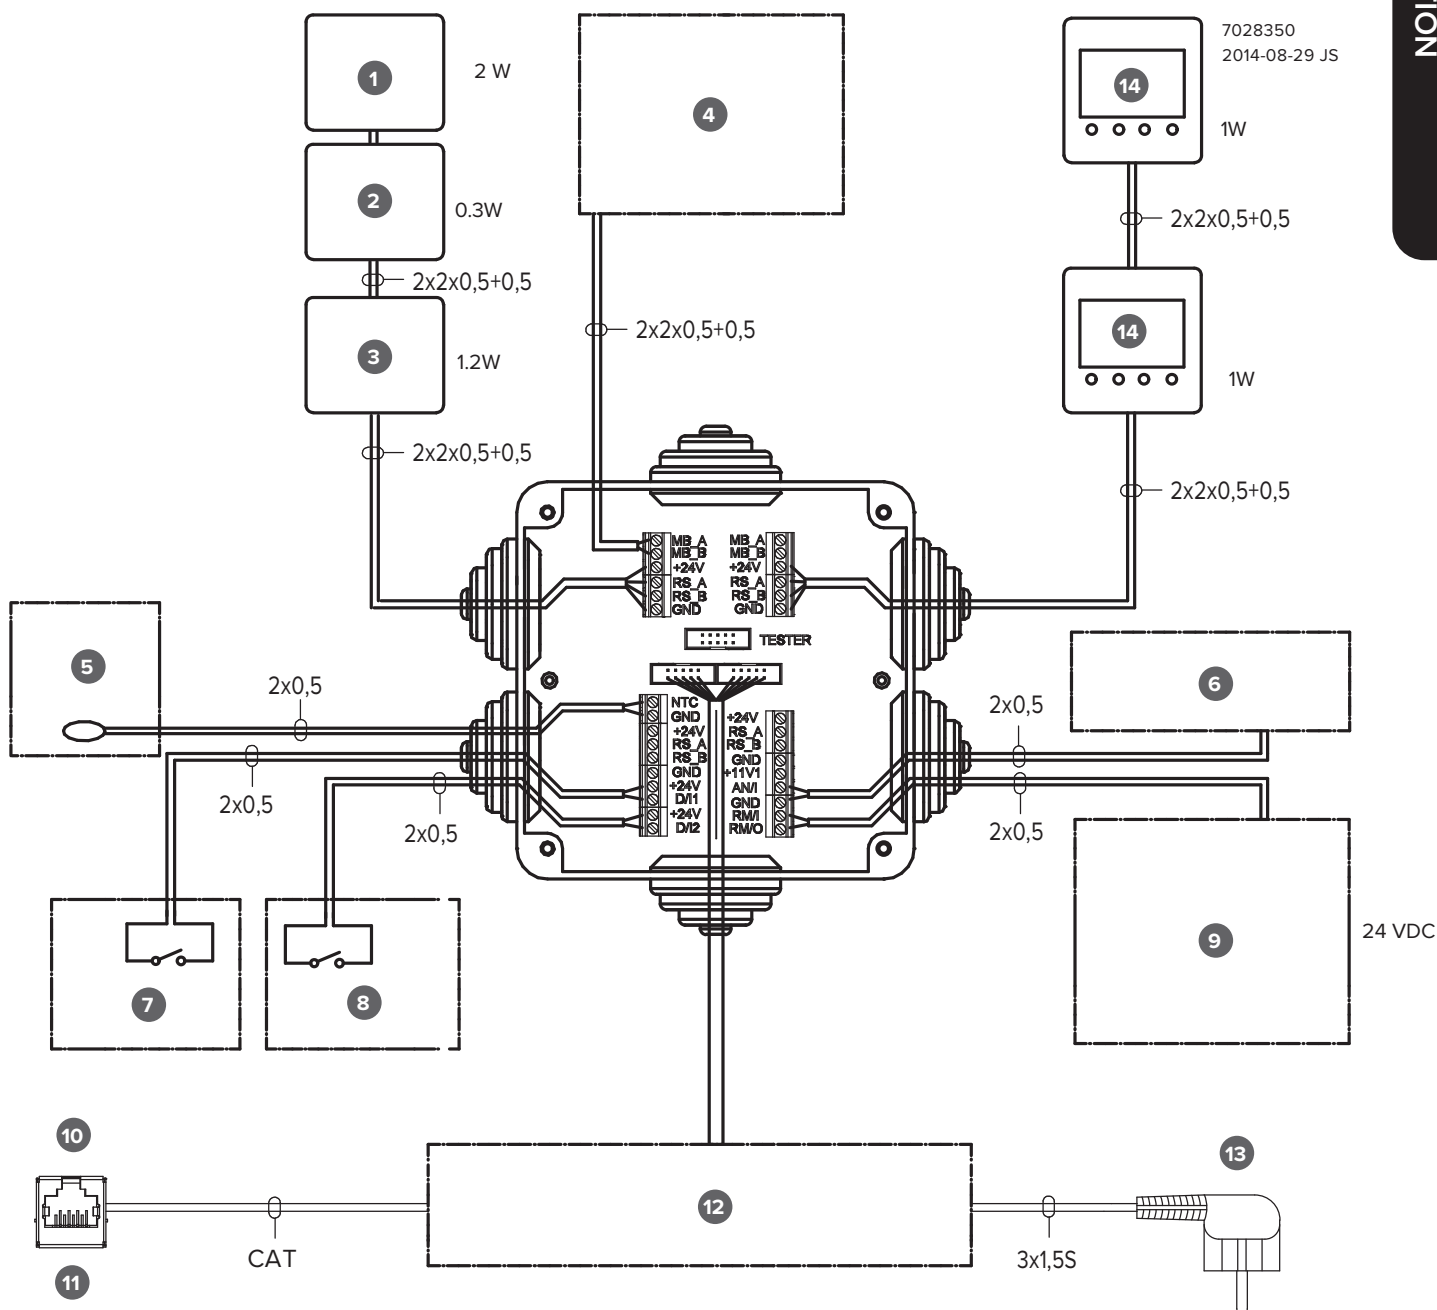 1
2 W
4
14
7028350
2014-08-29 JS
1W
2
0.3W
2x2x0,5+0,5
2x2x0,5+0,5
3
1.2W
2x2x0,5+0,5
14
1W
2x2x0,5+0,5
2x2x0,5+0,5
MB_A
MB_B
+24V
RS_A
RS_B
GND
MB_A
MB_B
+24V
RS_A
RS_B
GND
TESTER
5
2x0,5
6
2x0,5
NTC
GND
+24V
RS_A
RS_B
GND
+24V
D/I1
+24V
D/I2
+24V
RS_A
RS_B
GND
+11V1
AN/I
GND
RM/I
RM/O
2x0,5
2x0,5
2x0,5
7
8
9
24 VDC
10
11
CAT
12
3x1,5S
13